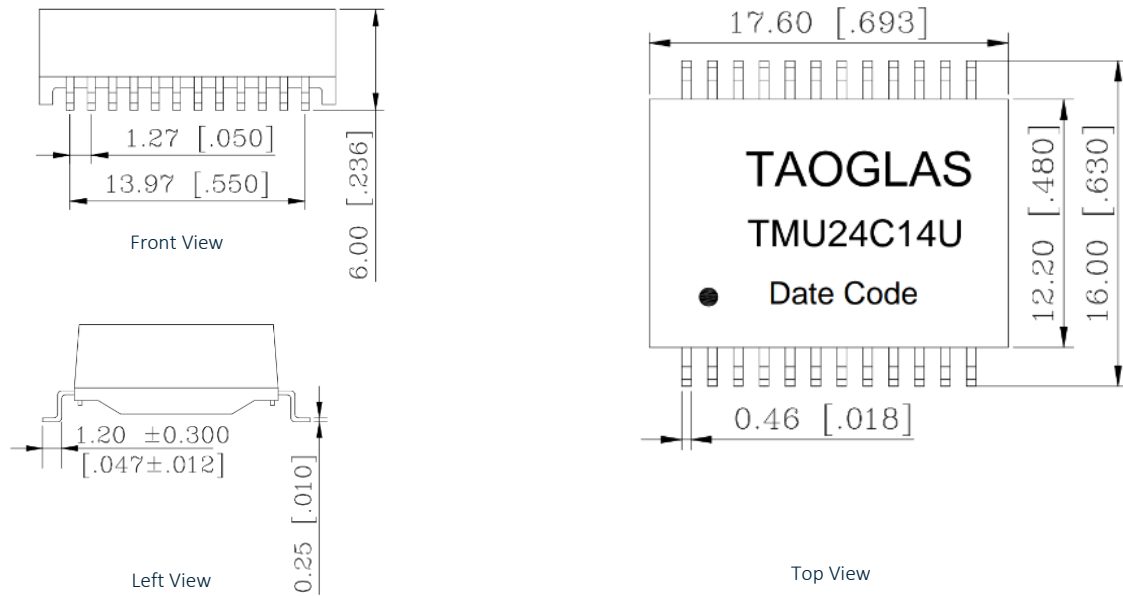 1.27 [.050]
13.97 [.550]
6.00 [.236]
Front View
1.20 ±0.300
[.047±.012]
0.25 [.010]
Left View
17.60 [.693]
TAOGLAS
TMU24C14U
Date Code
12.20 [.480]
16.00 [.630]
0.46 [.018]
Top View